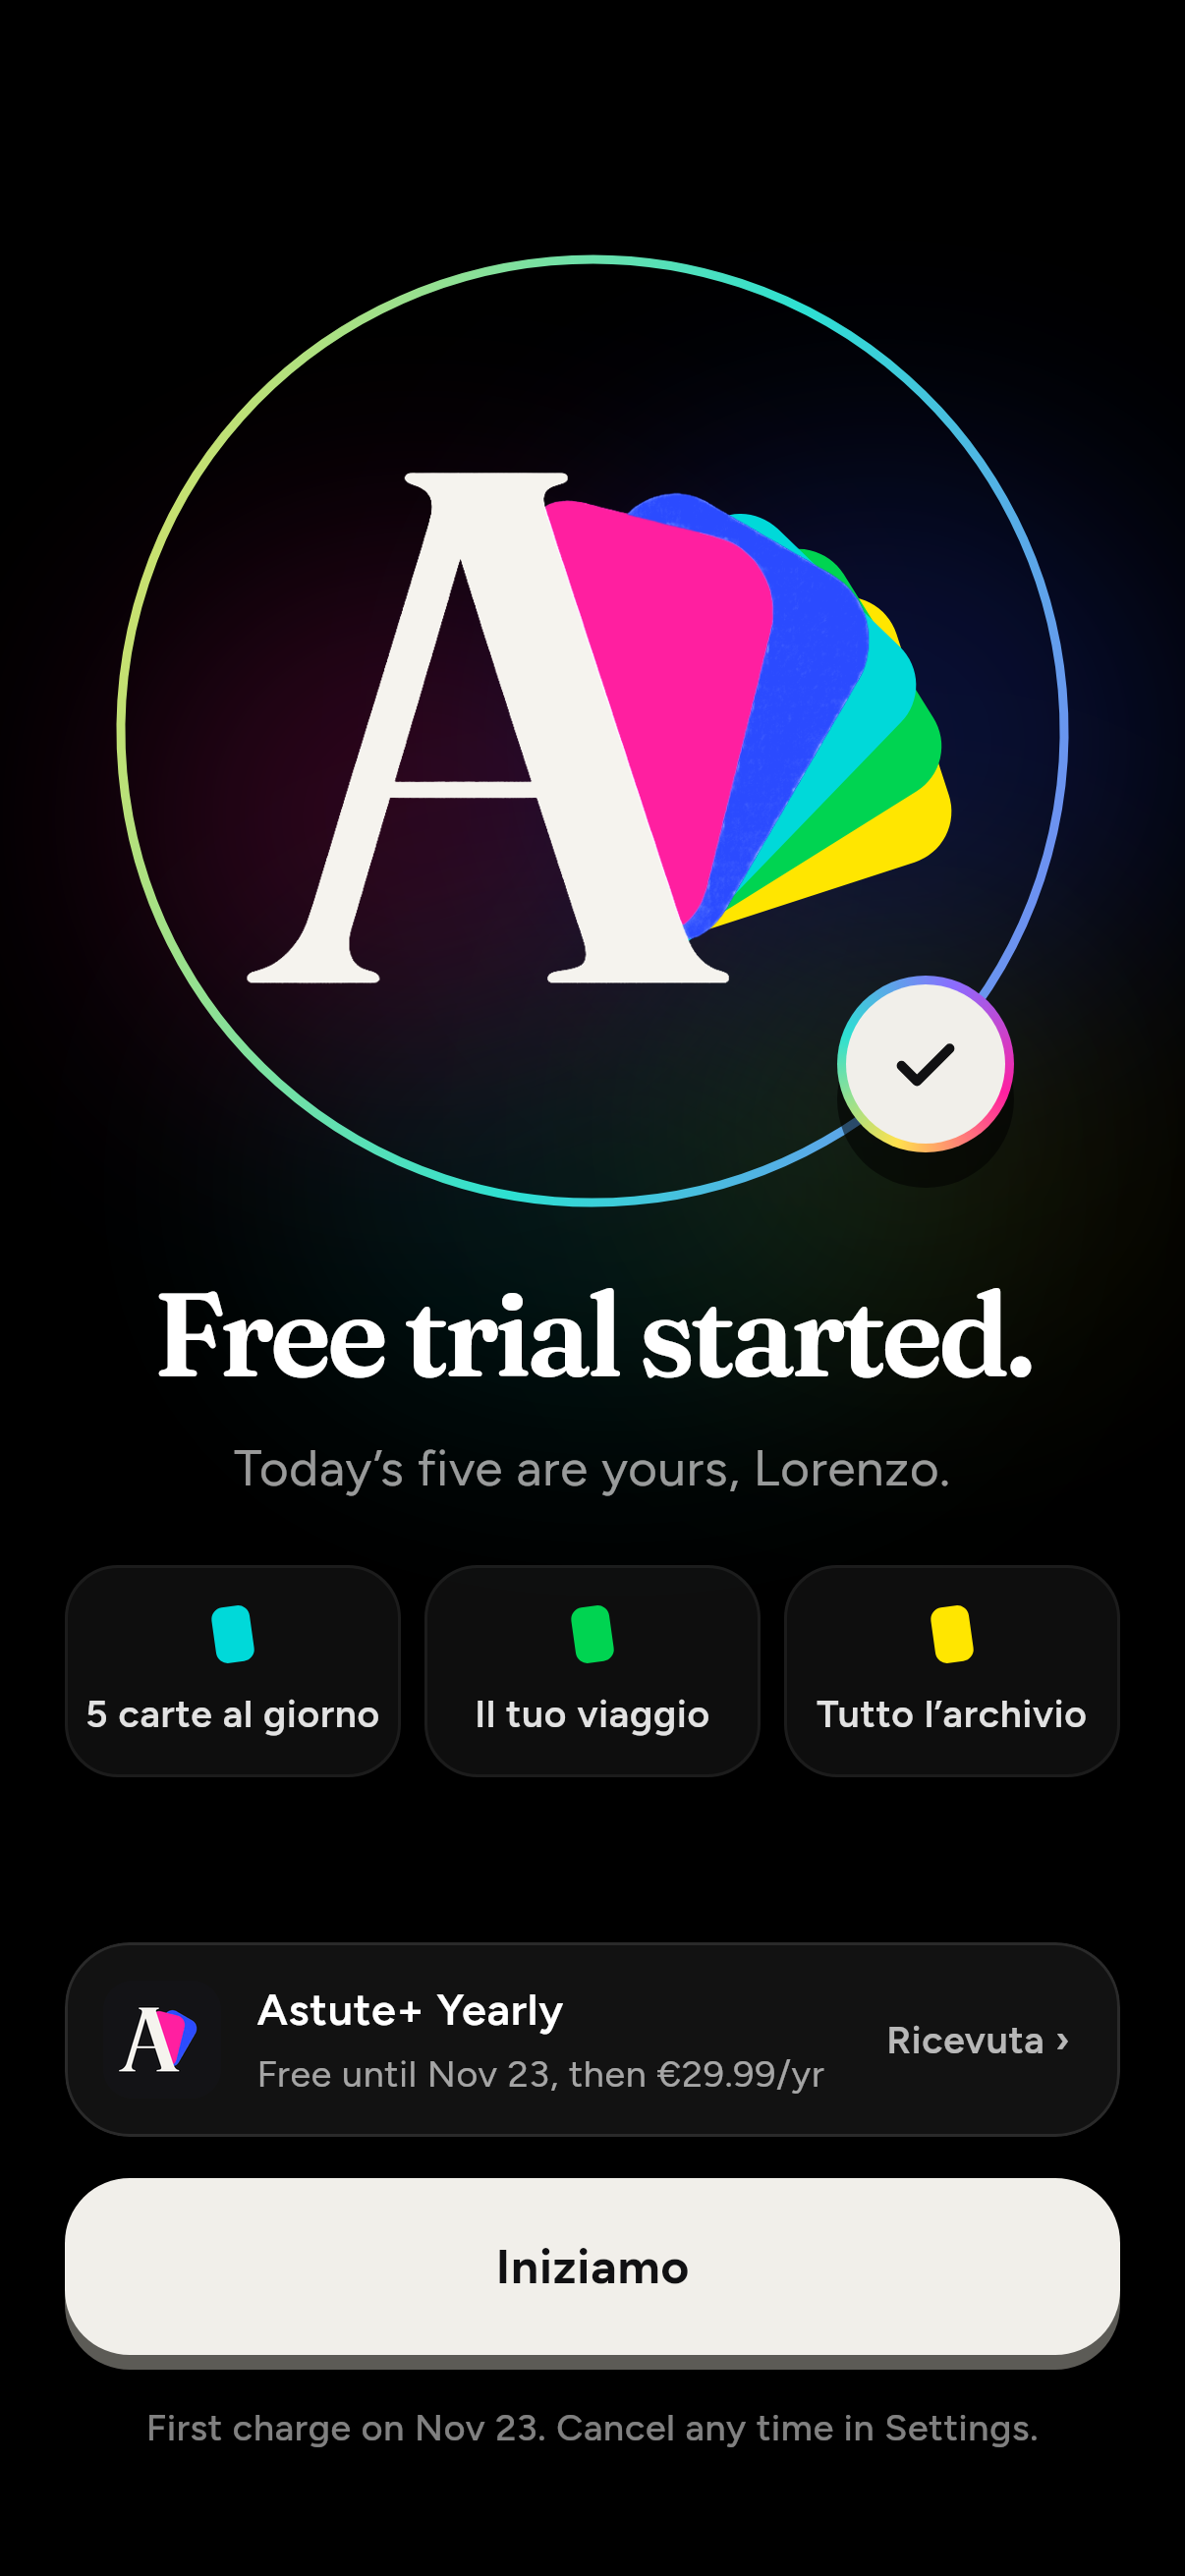 A
Free trial started.
Today’s five are yours, Lorenzo.
5 carte al giorno
Il tuo viaggio
Tutto l’archivio
A
Astute+ Yearly
Free until Nov 23, then €29.99/yr
Ricevuta ›
Iniziamo
First charge on Nov 23. Cancel any time in Settings.